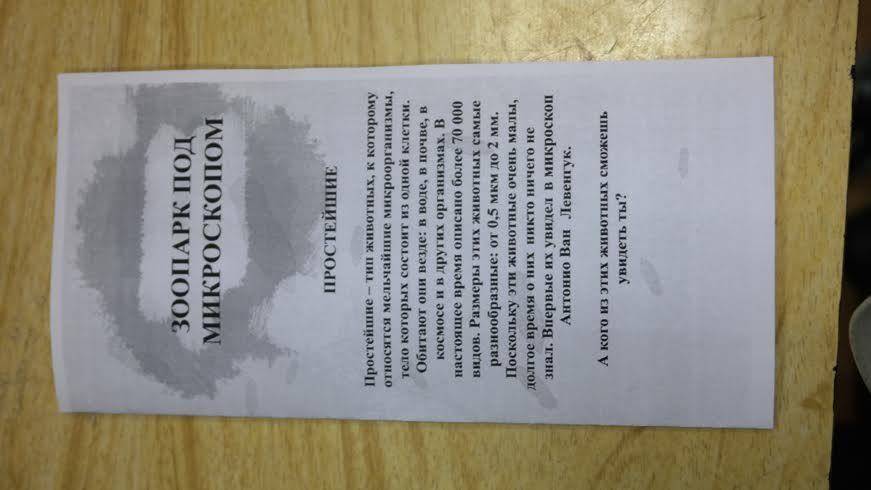 ЗООПАРК ПОД
МИКРОСКОПОМ
ПРОСТЕЙШИЕ
Простейшие – тип животных, к которому
относятся мельчайшие микроорганизмы,
тело которых состоит из одной клетки.
Обитают они везде: в воде, в почве, в
космосе и в других организмах. В
настоящее время описано более 70 000
видов. Размеры этих животных самые
разнообразные: от 0,5 мкм до 2 мм.
Поскольку эти животные очень малы,
долгое время о них никто ничего не
знал. Впервые их увидел в микроскоп
Антонио Ван Левенгук.
А кого из этих животных сможешь
увидеть ты?